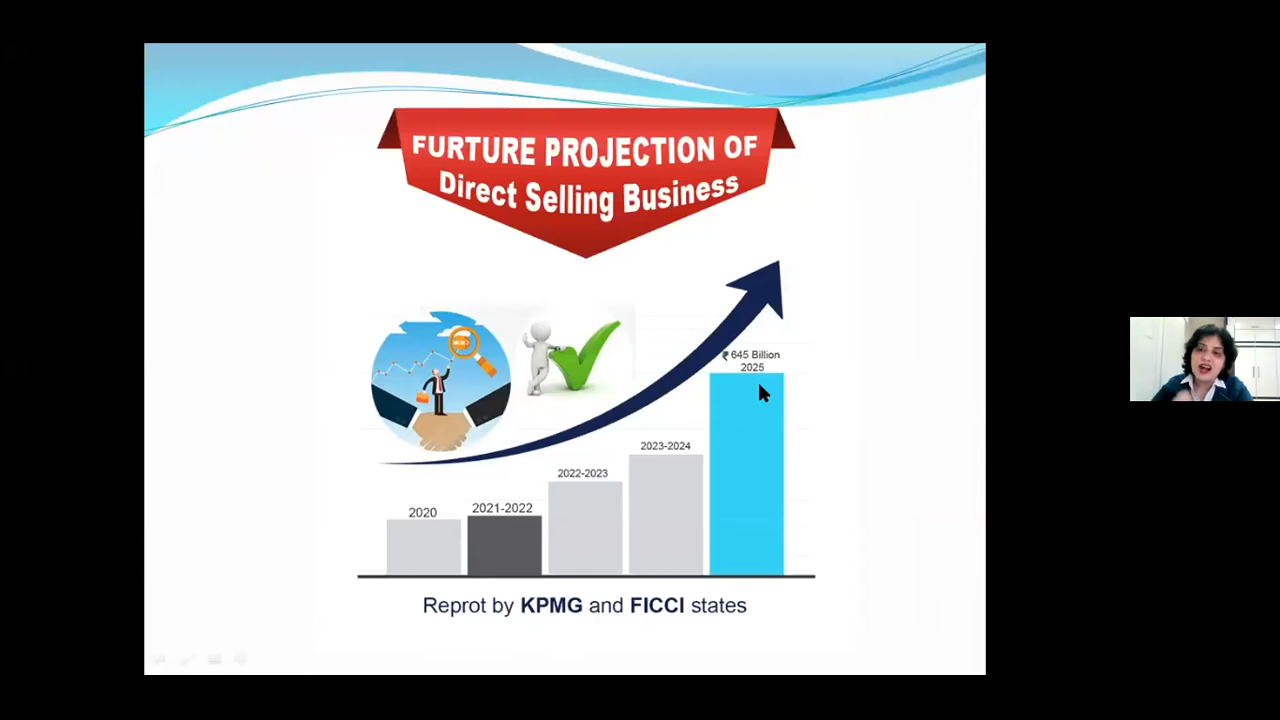 FURTURE PROJECTION OF
Direct Selling Business
₹ 645 Billion
2025
2023-2024
2022-2023
2021-2022
2020
Reprot by KPMG and FICCI states